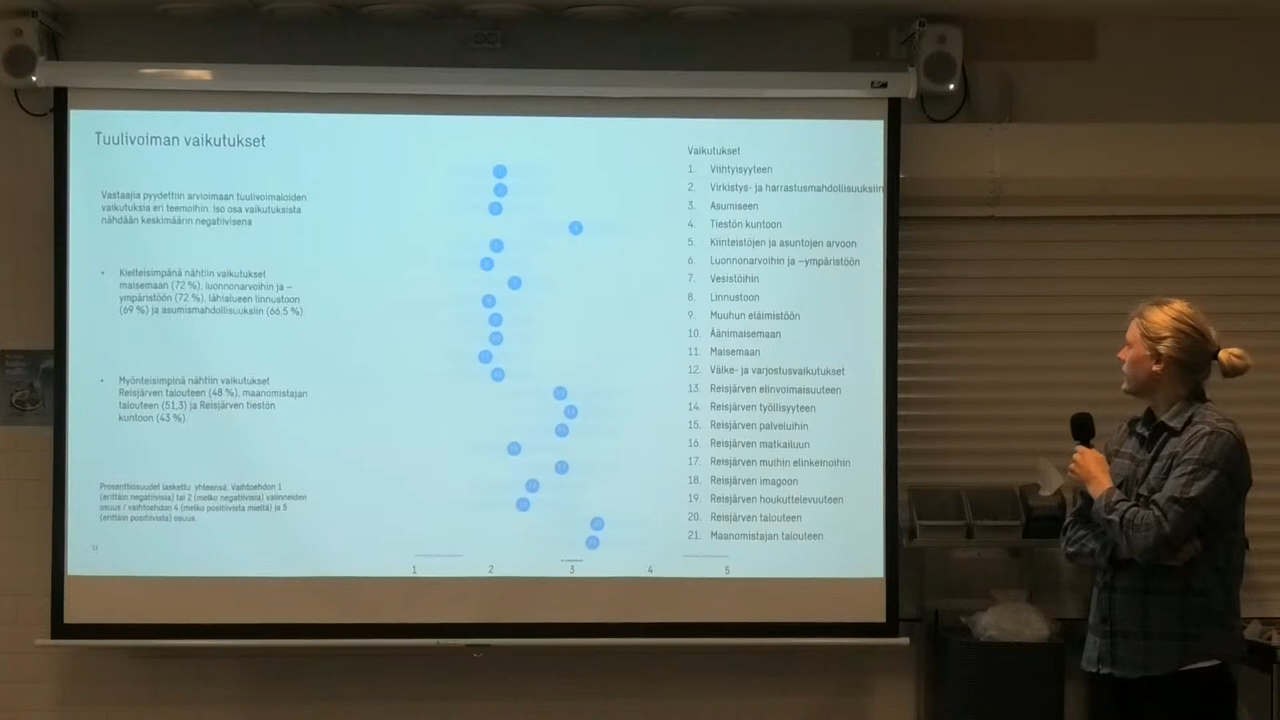 Tuulivoiman vaikutukset
Vastaajia pyydettiin arvioimaan tuulivoimaloiden
vaikutuksia eri teemoihin. Iso osa vaikutuksista
nähdään keskimäärin negatiivisena
• Kielteisimpänä nähtiin vaikutukset
maisemaan (72 %), luonnonarvoihin ja –
ympäristöön (72 %), lähialueen linnustoon
(69 %) ja asumismahdollisuuksiin (66,5 %).
• Myönteisimpinä nähtiin vaikutukset
Reisjärven talouteen (48 %), maanomistajan
talouteen (51,3) ja Reisjärven tiestön
kuntoon (43 %).
Prosenttiosuudet laskettu yhteensä: Vaihtoehdon 1
(erittäin negatiivisia) tai 2 (melko negatiivisia) valinneiden
osuus / vaihtoehdon 4 (melko positiivista mieltä) ja 5
(erittäin positiivista) osuus.
1 2 3 4 5
Vaikutukset
1. Viihtyisyyteen
2. Virkistys- ja harrastusmahdollisuuksiin
3. Asumiseen
4. Tiestön kuntoon
5. Kiinteistöjen ja asuntojen arvoon
6. Luonnonarvoihin ja –ympäristöön
7. Vesistöihin
8. Linnustoon
9. Muuhun eläimistöön
10. Äänimaisemaan
11. Maisemaan
12. Välke- ja varjostusvaikutukset
13. Reisjärven elinvoimaisuuteen
14. Reisjärven työllisyyteen
15. Reisjärven palveluihin
16. Reisjärven matkailuun
17. Reisjärven muihin elinkeinoihin
18. Reisjärven imagoon
19. Reisjärven houkuttelevuuteen
20. Reisjärven talouteen
21. Maanomistajan talouteen